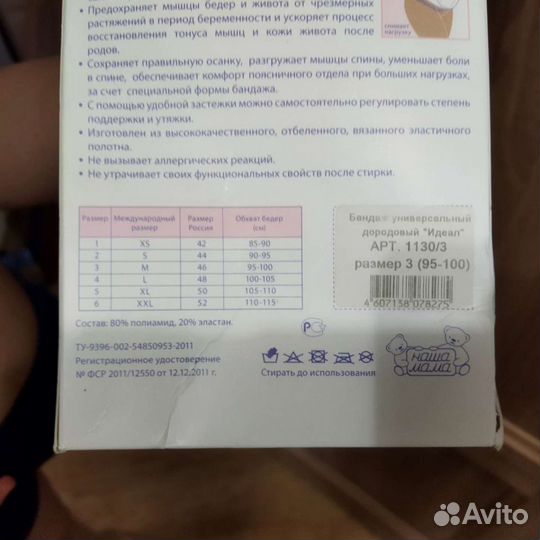 • Предохраняет мышцы бедер и живота от чрезмерных
растяжений в период беременности и ускоряет процесс
восстановления тонуса мышц и кожи живота после
родов.
• Сохраняет правильную осанку, разгружает мышцы спины, уменьшает боли
в спине, обеспечивает комфорт поясничного отдела при больших нагрузках,
за счет специальной формы бандажа.
• С помощью удобной застежки можно самостоятельно регулировать степень
поддержки и утяжки.
• Изготовлен из высококачественного, отбеленного, вязанного эластичного
полотна.
• Не вызывает аллергических реакций.
• Не утрачивает своих функциональных свойств после стирки.
снимает
нагрузку
Размер Международный размер Размер Россия Обхват бедер (см)
1 XS 42 85-90
2 S 44 90-95
3 M 46 95-100
4 L 48 100-105
5 XL 50 105-110
6 XXL 52 110-115
Бандаж универсальный
дородовый "Идеал"
АРТ. 1130/3
размер 3 (95-100)
4 607158 078275
Состав: 80% полиамид, 20% эластан.
ТУ-9396-002-54850953-2011
Регистрационное удостоверение
№ ФСР 2011/12550 от 12.12.2011 г.
Стирать до использования
наша
мама
Avito